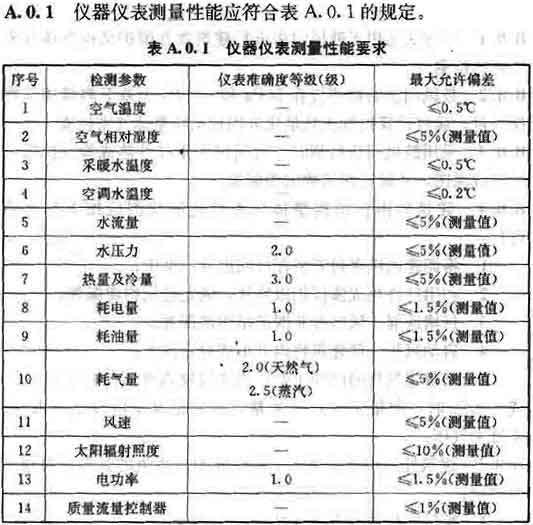 A.0.1 仪器仪表测量性能应符合表 A.0.1 的规定。
表 A.0.1 仪器仪表测量性能要求
序号 检测参数 仪表准确度等级(级) 最大允许偏差
1 空气温度 — ≤0.5℃
2 空气相对湿度 — ≤5%(测量值)
3 采暖水温度 — ≤0.5℃
4 空调水温度 — ≤0.2℃
5 水流量 — ≤5%(测量值)
6 水压力 2.0 ≤5%(测量值)
7 热量及冷量 3.0 ≤5%(测量值)
8 耗电量 1.0 ≤1.5%(测量值)
9 耗油量 1.0 ≤1.5%(测量值)
10 耗气量 2.0(天然气) ≤5%(测量值)
2.5(蒸汽)
11 风速 — ≤5%(测量值)
12 太阳辐射照度 — ≤10%(测量值)
13 电功率 1.0 ≤1.5%(测量值)
14 质量流量控制器 — ≤1%(测量值)